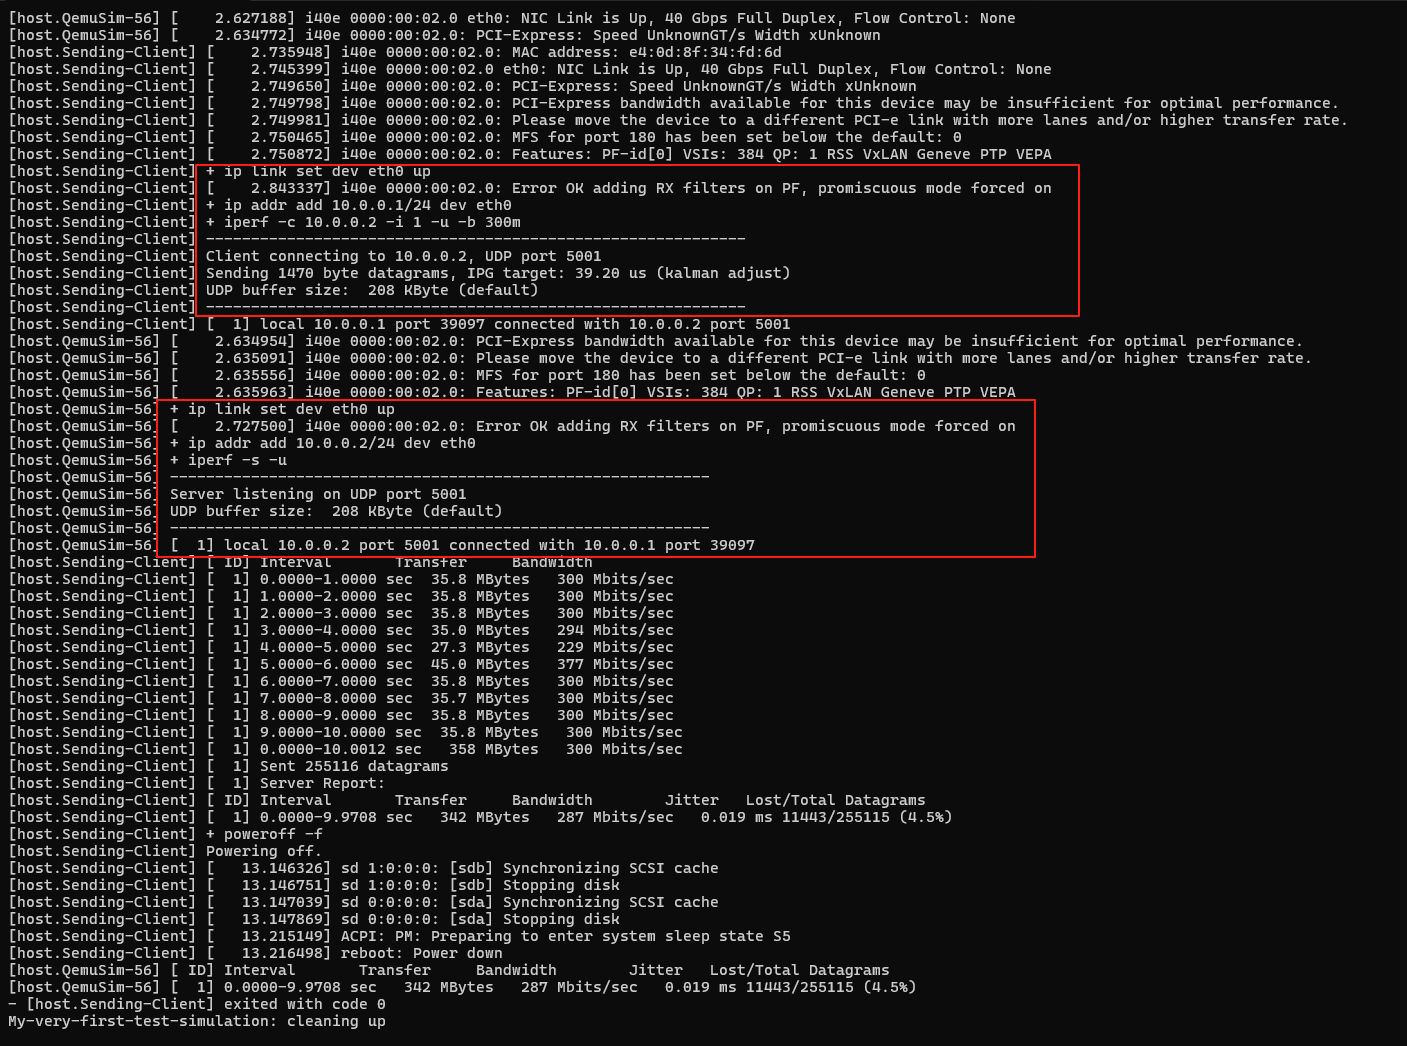 [host.QemuSim-56] [    2.627188] i40e 0000:00:02.0 eth0: NIC Link is Up, 40 Gbps Full Duplex, Flow Control: None
[host.QemuSim-56] [    2.634772] i40e 0000:00:02.0: PCI-Express: Speed UnknownGT/s Width xUnknown
[host.Sending-Client] [    2.735948] i40e 0000:00:02.0: MAC address: e4:0d:8f:34:fd:6d
[host.Sending-Client] [    2.745399] i40e 0000:00:02.0 eth0: NIC Link is Up, 40 Gbps Full Duplex, Flow Control: None
[host.Sending-Client] [    2.749650] i40e 0000:00:02.0: PCI-Express: Speed UnknownGT/s Width xUnknown
[host.Sending-Client] [    2.749798] i40e 0000:00:02.0: PCI-Express bandwidth available for this device may be insufficient for optimal performance.
[host.Sending-Client] [    2.749981] i40e 0000:00:02.0: Please move the device to a different PCI-e link with more lanes and/or higher transfer rate.
[host.Sending-Client] [    2.750465] i40e 0000:00:02.0: MFS for port 180 has been set below the default: 0
[host.Sending-Client] [    2.750872] i40e 0000:00:02.0: Features: PF-id[0] VSIs: 384 QP: 1 RSS VxLAN Geneve PTP VEPA
[host.Sending-Client] + ip link set dev eth0 up
[host.Sending-Client] [    2.843337] i40e 0000:00:02.0: Error OK adding RX filters on PF, promiscuous mode forced on
[host.Sending-Client] + ip addr add 10.0.0.1/24 dev eth0
[host.Sending-Client] + iperf -c 10.0.0.2 -i 1 -u -b 300m
[host.Sending-Client] ------------------------------------------------------------
[host.Sending-Client] Client connecting to 10.0.0.2, UDP port 5001
[host.Sending-Client] Sending 1470 byte datagrams, IPG target: 39.20 us (kalman adjust)
[host.Sending-Client] UDP buffer size:  208 KByte (default)
[host.Sending-Client] ------------------------------------------------------------
[host.Sending-Client] [  1] local 10.0.0.1 port 39097 connected with 10.0.0.2 port 5001
[host.QemuSim-56] [    2.634954] i40e 0000:00:02.0: PCI-Express bandwidth available for this device may be insufficient for optimal performance.
[host.QemuSim-56] [    2.635091] i40e 0000:00:02.0: Please move the device to a different PCI-e link with more lanes and/or higher transfer rate.
[host.QemuSim-56] [    2.635556] i40e 0000:00:02.0: MFS for port 180 has been set below the default: 0
[host.QemuSim-56] [    2.635963] i40e 0000:00:02.0: Features: PF-id[0] VSIs: 384 QP: 1 RSS VxLAN Geneve PTP VEPA
[host.QemuSim-56] + ip link set dev eth0 up
[host.QemuSim-56] [    2.727500] i40e 0000:00:02.0: Error OK adding RX filters on PF, promiscuous mode forced on
[host.QemuSim-56] + ip addr add 10.0.0.2/24 dev eth0
[host.QemuSim-56] + iperf -s -u
[host.QemuSim-56] ------------------------------------------------------------
[host.QemuSim-56] Server listening on UDP port 5001
[host.QemuSim-56] UDP buffer size:  208 KByte (default)
[host.QemuSim-56] ------------------------------------------------------------
[host.QemuSim-56] [  1] local 10.0.0.2 port 5001 connected with 10.0.0.1 port 39097
[host.Sending-Client] [ ID] Interval       Transfer     Bandwidth
[host.Sending-Client] [  1] 0.0000-1.0000 sec  35.8 MBytes   300 Mbits/sec
[host.Sending-Client] [  1] 1.0000-2.0000 sec  35.8 MBytes   300 Mbits/sec
[host.Sending-Client] [  1] 2.0000-3.0000 sec  35.8 MBytes   300 Mbits/sec
[host.Sending-Client] [  1] 3.0000-4.0000 sec  35.0 MBytes   294 Mbits/sec
[host.Sending-Client] [  1] 4.0000-5.0000 sec  27.3 MBytes   229 Mbits/sec
[host.Sending-Client] [  1] 5.0000-6.0000 sec  45.0 MBytes   377 Mbits/sec
[host.Sending-Client] [  1] 6.0000-7.0000 sec  35.8 MBytes   300 Mbits/sec
[host.Sending-Client] [  1] 7.0000-8.0000 sec  35.7 MBytes   300 Mbits/sec
[host.Sending-Client] [  1] 8.0000-9.0000 sec  35.8 MBytes   300 Mbits/sec
[host.Sending-Client] [  1] 9.0000-10.0000 sec  35.8 MBytes   300 Mbits/sec
[host.Sending-Client] [  1] 0.0000-10.0012 sec   358 MBytes   300 Mbits/sec
[host.Sending-Client] [  1] Sent 255116 datagrams
[host.Sending-Client] [  1] Server Report:
[host.Sending-Client] [ ID] Interval       Transfer     Bandwidth        Jitter   Lost/Total Datagrams
[host.Sending-Client] [  1] 0.0000-9.9708 sec   342 MBytes   287 Mbits/sec   0.019 ms 11443/255115 (4.5%)
[host.Sending-Client] + poweroff -f
[host.Sending-Client] Powering off.
[host.Sending-Client] [   13.146326] sd 1:0:0:0: [sdb] Synchronizing SCSI cache
[host.Sending-Client] [   13.146751] sd 1:0:0:0: [sdb] Stopping disk
[host.Sending-Client] [   13.147039] sd 0:0:0:0: [sda] Synchronizing SCSI cache
[host.Sending-Client] [   13.147869] sd 0:0:0:0: [sda] Stopping disk
[host.Sending-Client] [   13.215149] ACPI: PM: Preparing to enter system sleep state S5
[host.Sending-Client] [   13.216498] reboot: Power down
[host.QemuSim-56] [ ID] Interval       Transfer     Bandwidth        Jitter   Lost/Total Datagrams
[host.QemuSim-56] [  1] 0.0000-9.9708 sec   342 MBytes   287 Mbits/sec   0.019 ms 11443/255115 (4.5%)
- [host.Sending-Client] exited with code 0
My-very-first-test-simulation: cleaning up